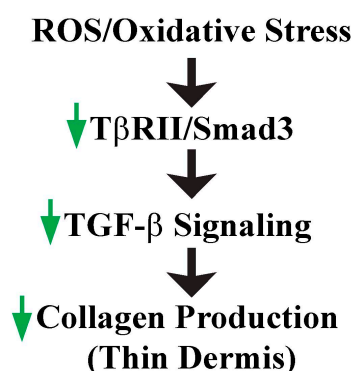 ROS/Oxidative Stress
TβRII/Smad3
TGF-β Signaling
Collagen Production
(Thin Dermis)